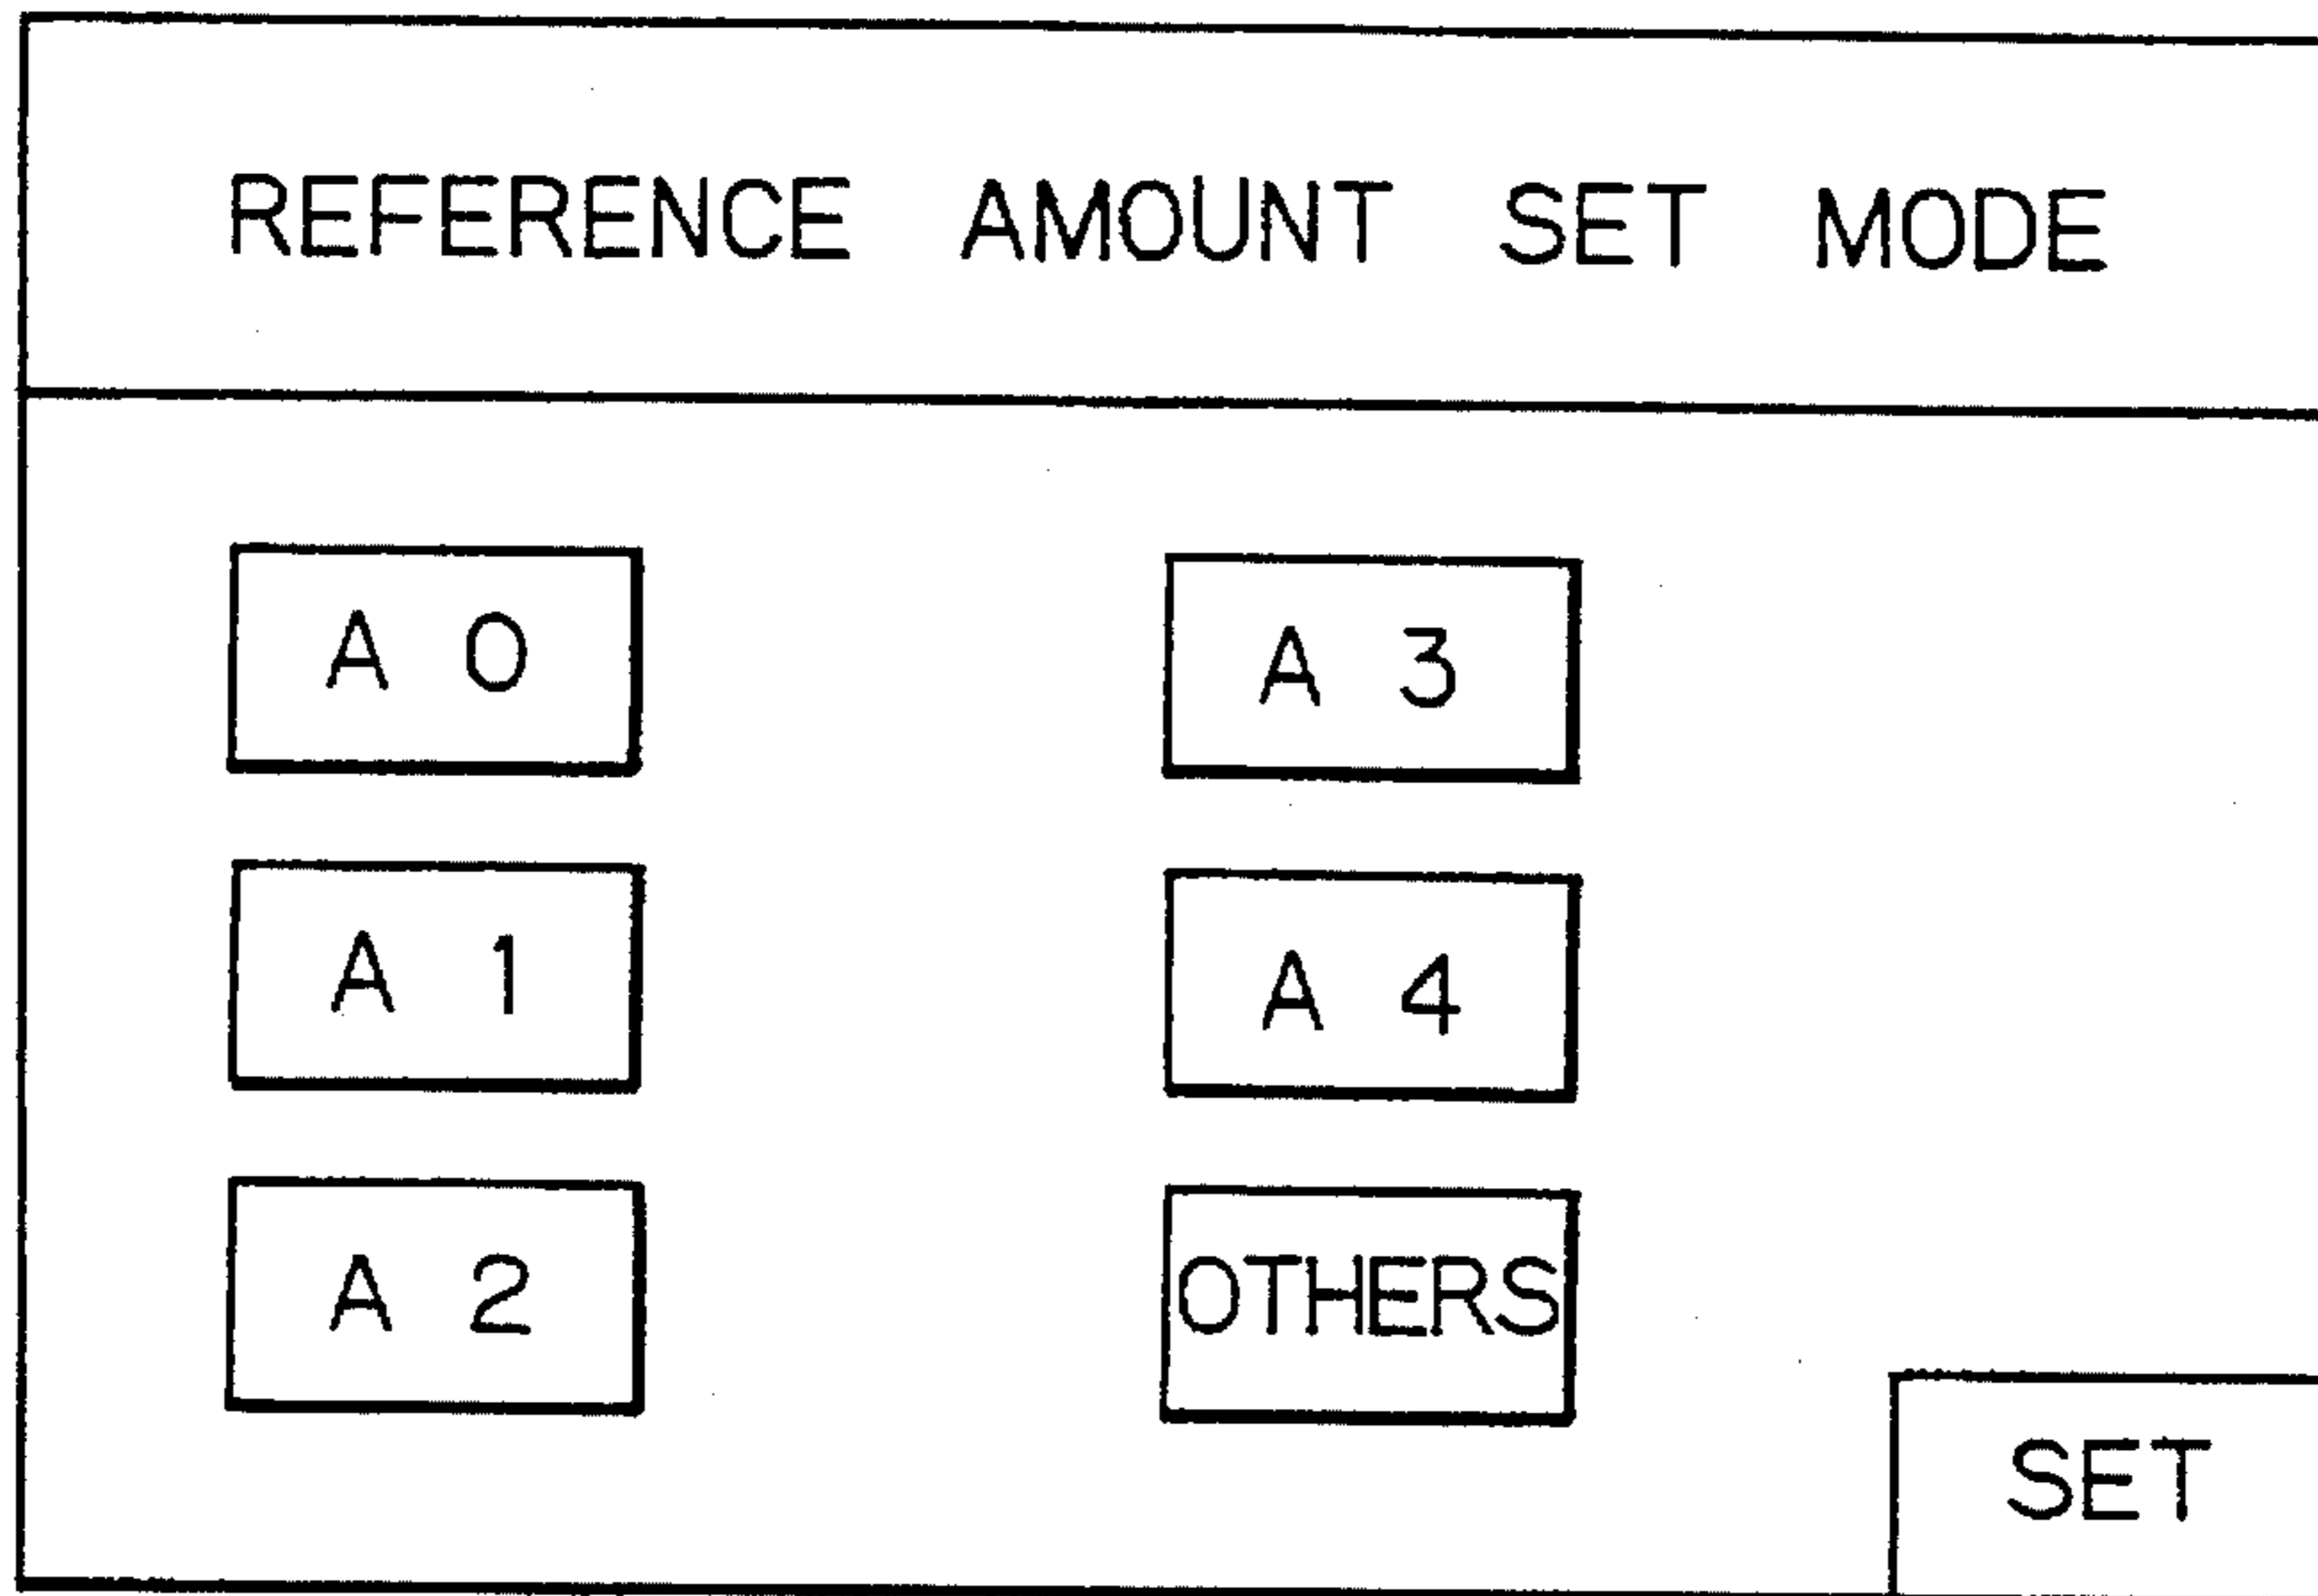 REFERENCE AMOUNT SET MODE
A 0
A 3
A 1
A 4
A 2
OTHERS
SET